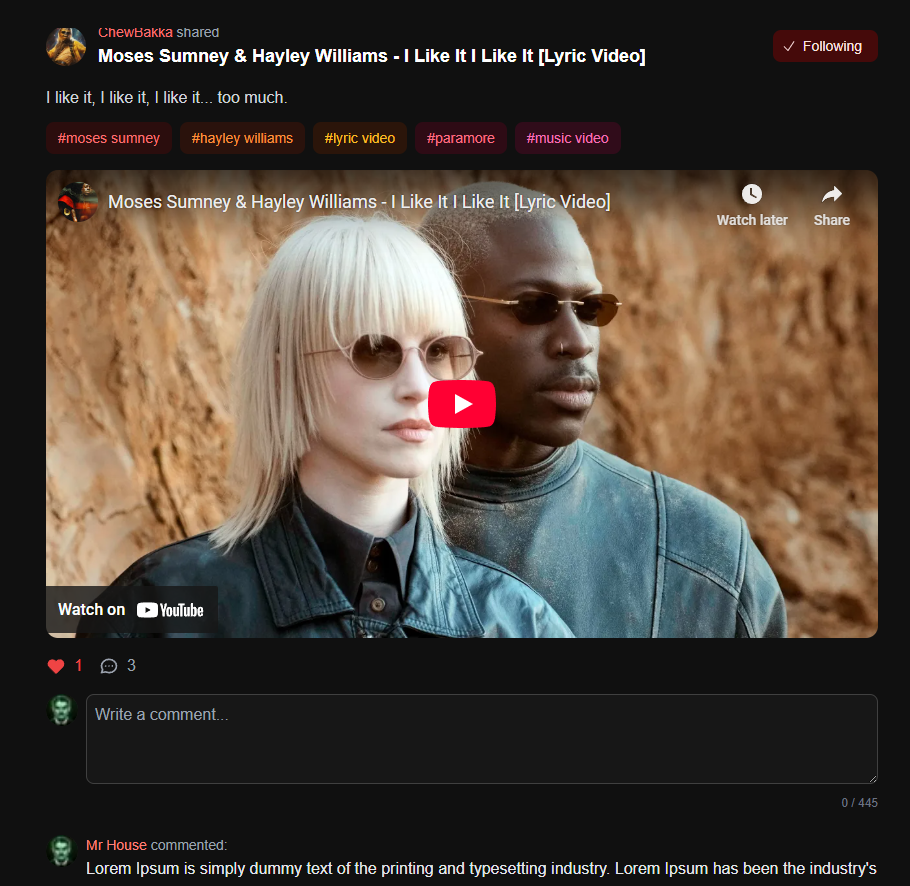 ChewBakka shared
Moses Sumney & Hayley Williams - I Like It I Like It [Lyric Video]
Following
I like it, I like it, I like it... too much.
#moses sumney #hayley williams #lyric video #paramore #music video
Moses Sumney & Hayley Williams - I Like It I Like It [Lyric Video]
Watch later
Share
Watch on YouTube
1 3
Write a comment...
0 / 445
Mr House commented:
Lorem Ipsum is simply dummy text of the printing and typesetting industry. Lorem Ipsum has been the industry's